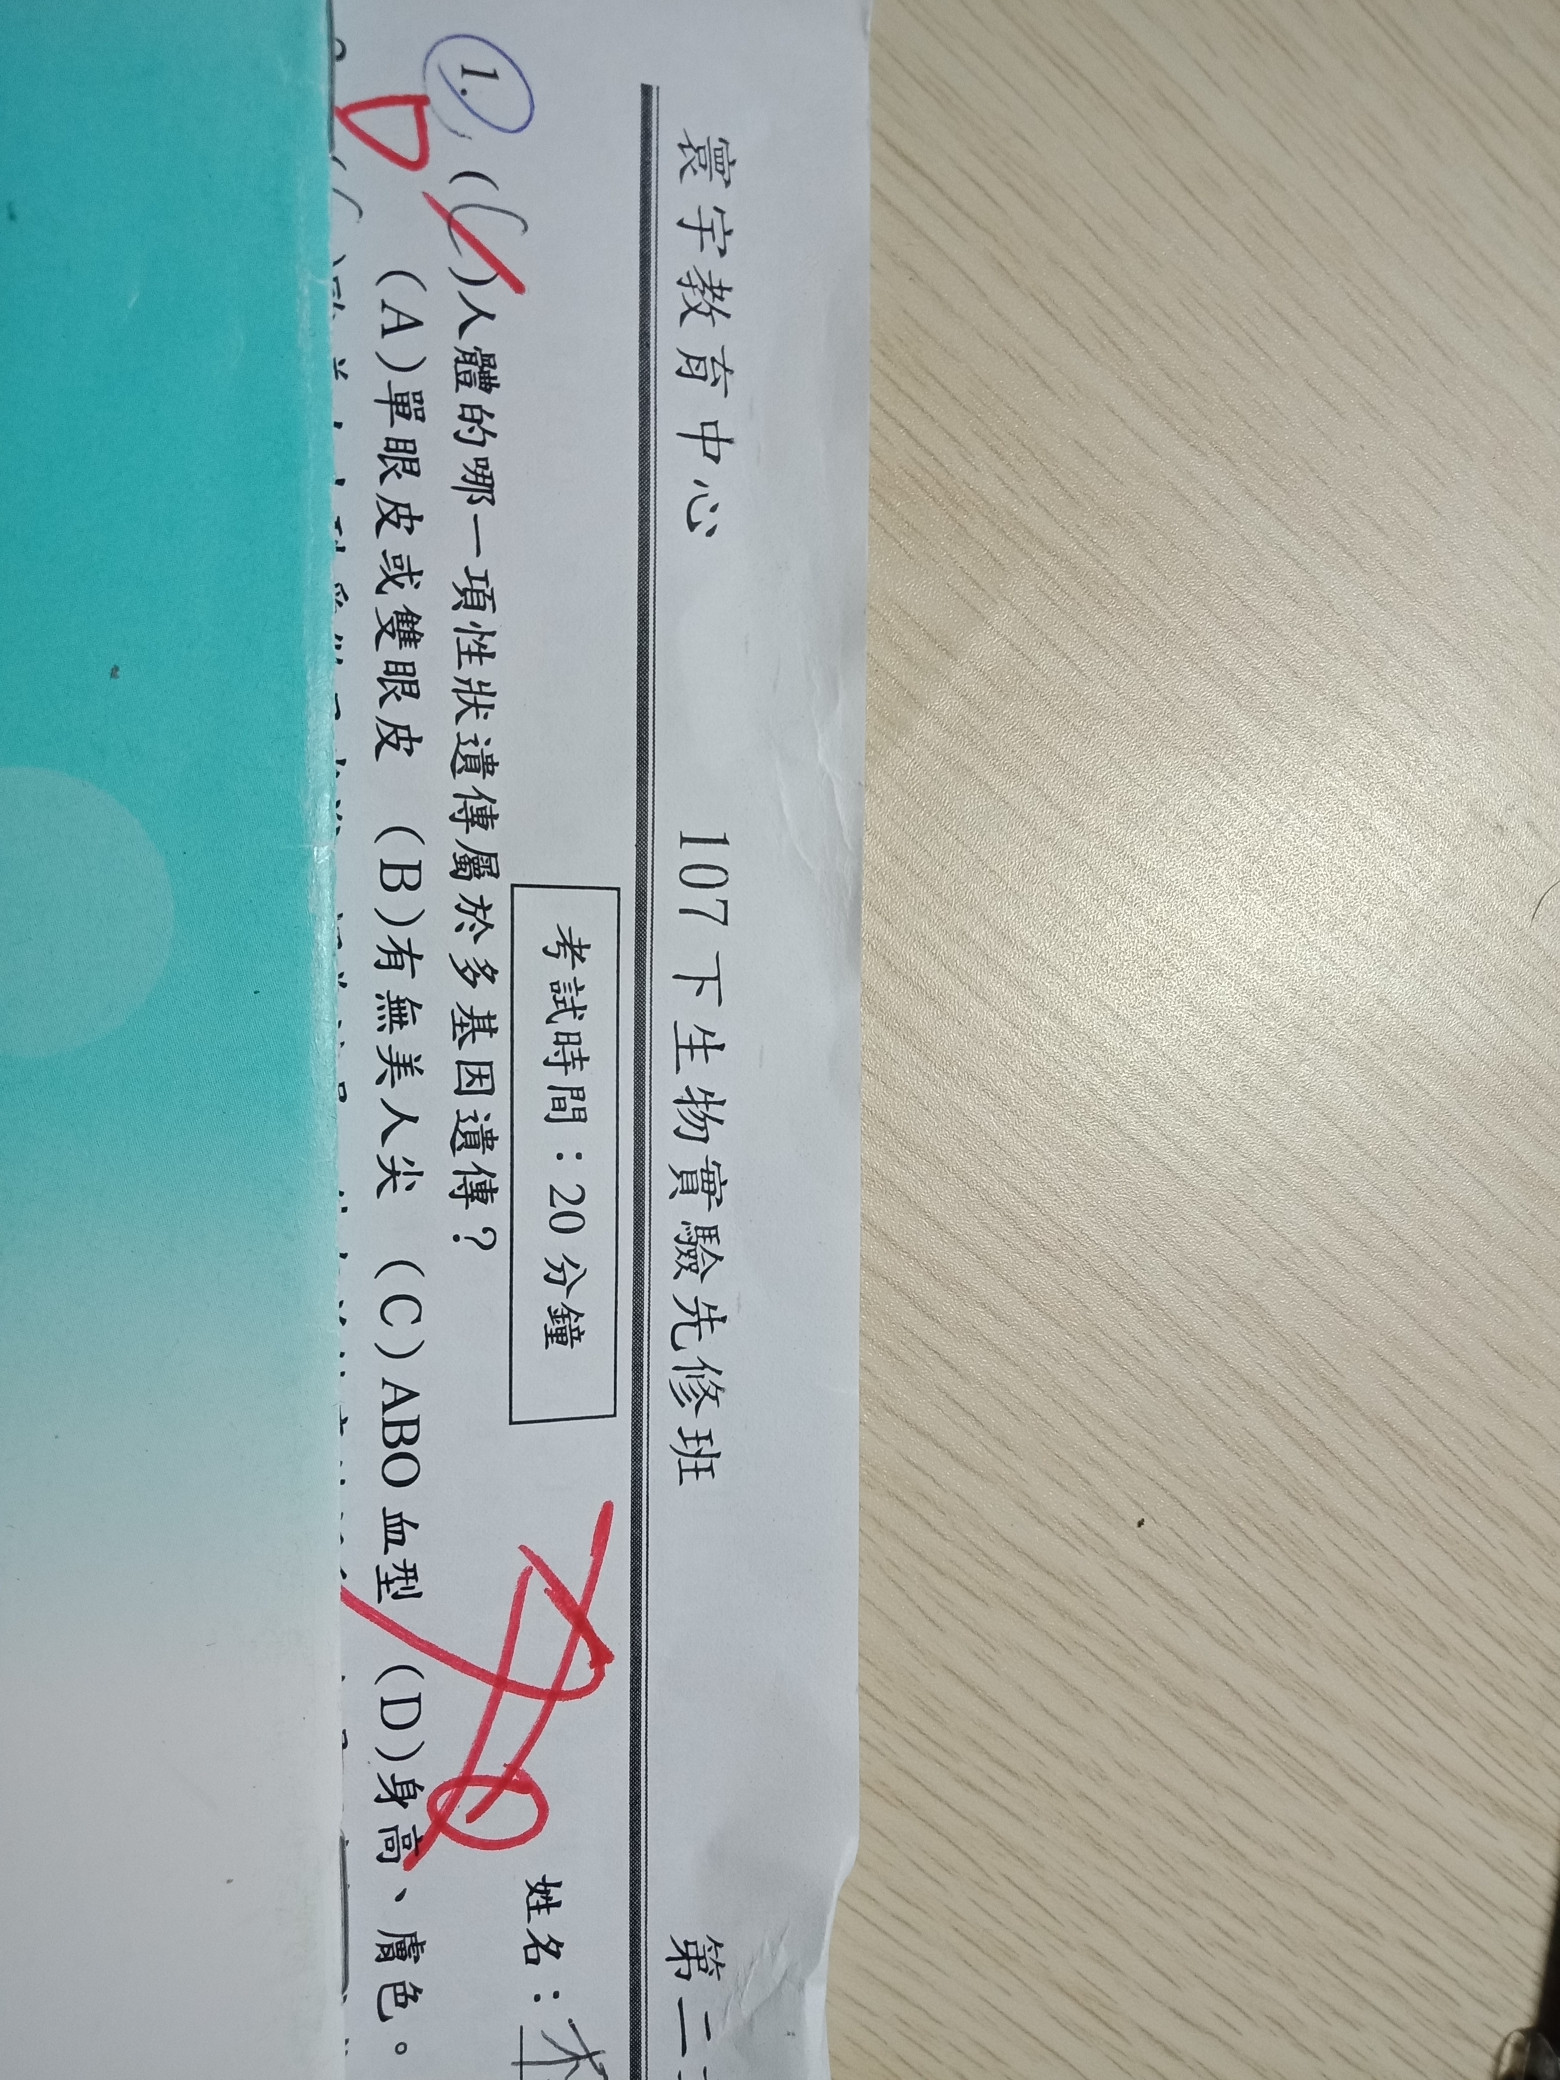 寰宇教育中心 107下生物實驗先修班 第二
考試時間：20分鐘 姓名：
1. (C)人體的哪一項性狀遺傳屬於多基因遺傳？
(A)單眼皮或雙眼皮 (B)有無美人尖 (C)ABO血型 (D)身高、膚色。
D